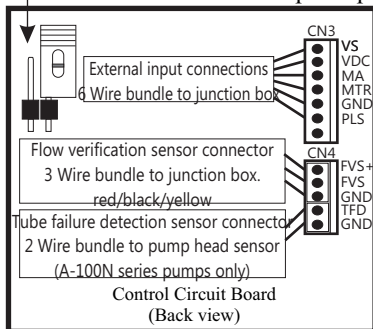 CN3
VS
VDC
MA
MTR
GND
PLS
External input connections
6 Wire bundle to junction box
CN4
FVS+
FVS
GND
TFD
GND
Flow verification sensor connector
3 Wire bundle to junction box.
red/black/yellow
Tube failure detection sensor connector
2 Wire bundle to pump head sensor
(A-100N series pumps only)
Control Circuit Board
(Back view)